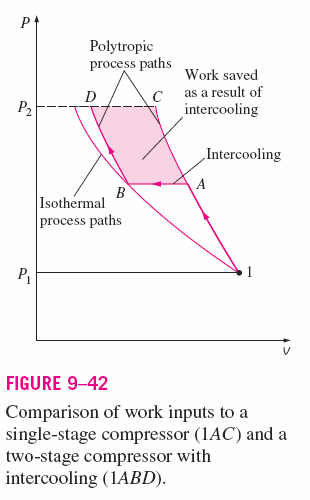 P
Polytropic
process paths
Work saved
as a result of
intercooling
D
C
P2
Intercooling
A
B
Isothermal
process paths
P1
1
v
FIGURE 9–42
Comparison of work inputs to a
single-stage compressor (1AC) and a
two-stage compressor with
intercooling (1ABD).